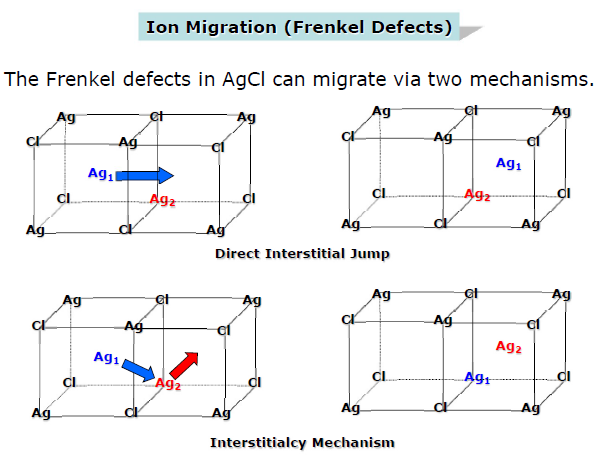 Ion Migration (Frenkel Defects)
The Frenkel defects in AgCl can migrate via two mechanisms.
Ag Cl Ag
Cl Ag Cl
Ag1
Cl Ag2 Cl
Ag Cl Ag
Ag Cl Ag
Cl Ag Cl
Ag1
Cl Ag2 Cl
Ag Cl Ag
Direct Interstitial Jump
Ag Cl Ag
Cl Ag Cl
Ag1
Cl Ag2 Cl
Ag Cl Ag
Ag Cl Ag
Cl Ag Cl
Ag2
Cl Ag1 Cl
Ag Cl Ag
Interstitialcy Mechanism